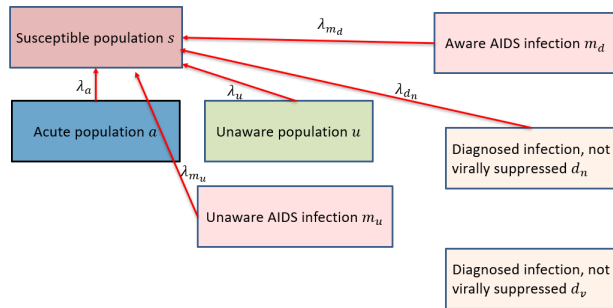 Susceptible population s
λ_{m_d}
Aware AIDS infection m_d
λ_a
λ_u
λ_{d_n}
Acute population a
Unaware population u
Diagnosed infection, not
virally suppressed d_n
λ_{m_u}
Unaware AIDS infection m_u
Diagnosed infection, not
virally suppressed d_v